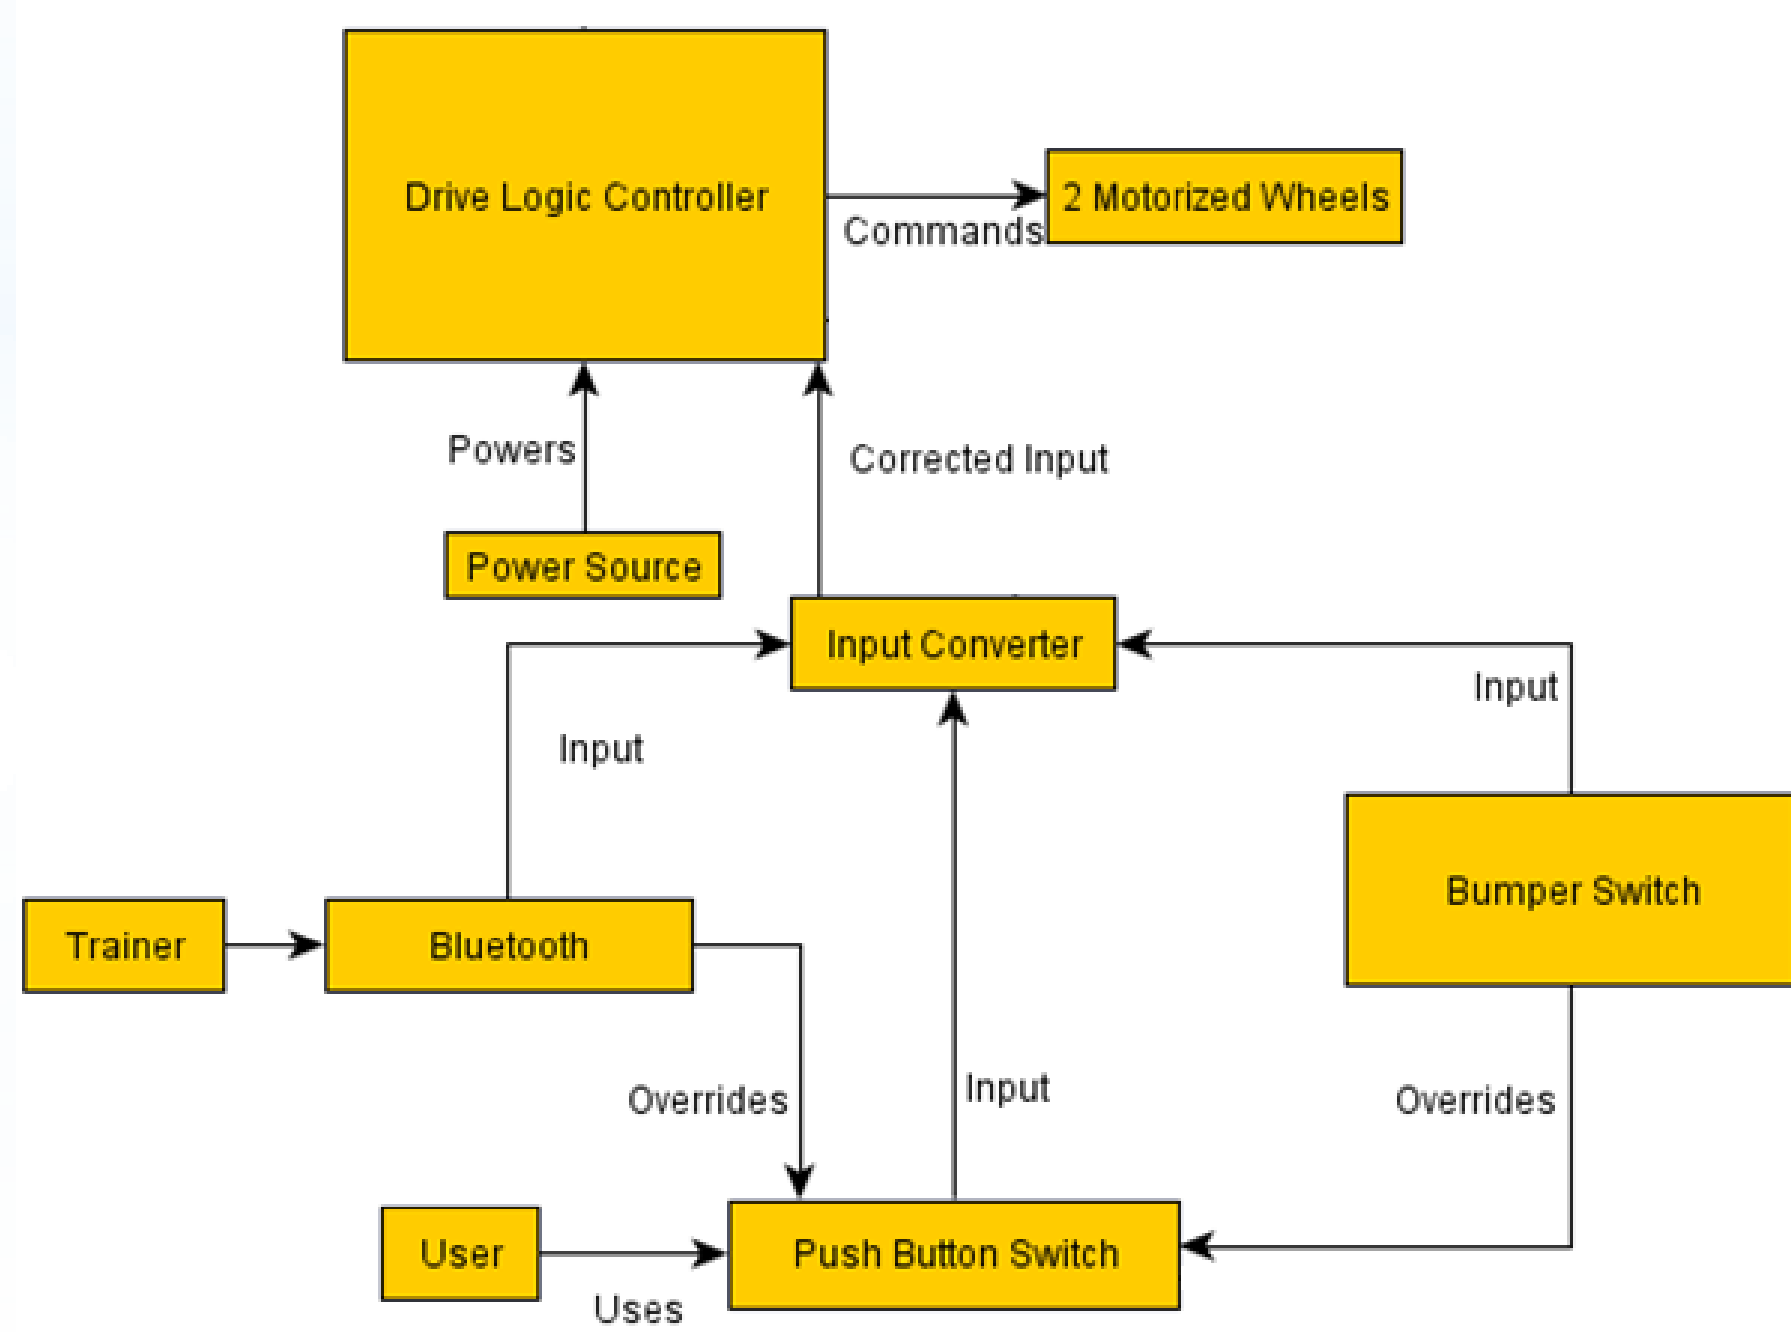 Drive Logic Controller
2 Motorized Wheels
Commands
Powers
Corrected Input
Power Source
Input Converter
Input
Input
Bumper Switch
Trainer
Bluetooth
Overrides
Input
Overrides
User
Push Button Switch
Uses